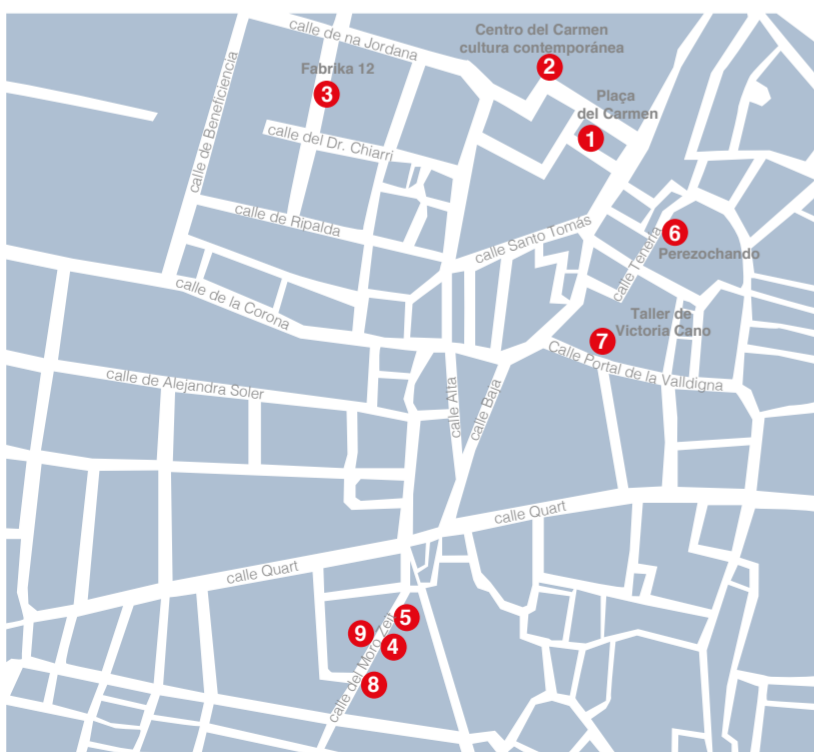 calle de na Jordana
Centro del Carmen
cultura contemporánea
2
Fabrika 12
3
Plaça
del Carmen
1
calle de Beneficiencia
calle del Dr. Chiarri
calle de Ripalda
calle Santo Tomás
6
Perezochando
calle Tenería
calle de la Corona
Taller de
Victoria Cano
7
Calle Portal de la Valldigna
calle de Alejandra Soler
calle Alta
calle Baja
calle Quart
calle Quart
5
9
4
calle del Moro Zeit
8